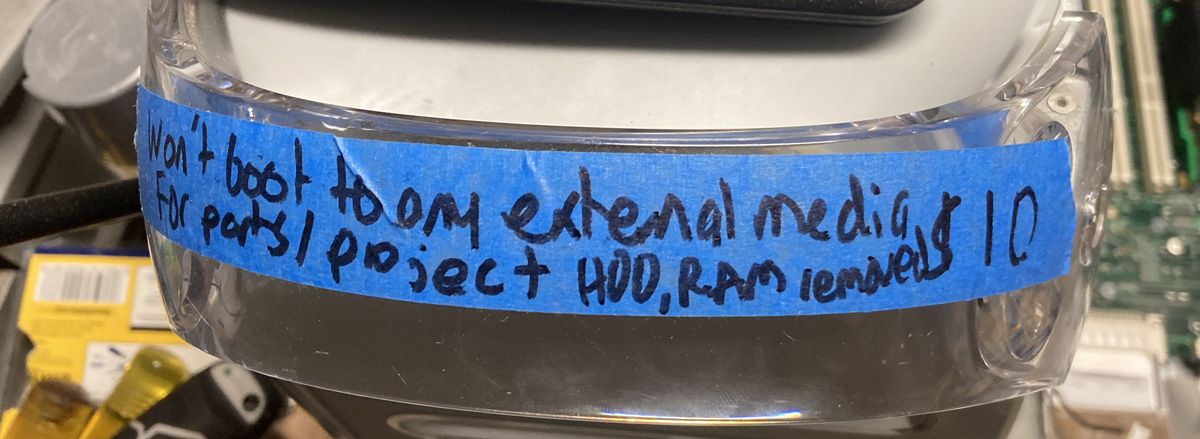 Won't boot to any external media $10
For parts/project HDD, RAM removed